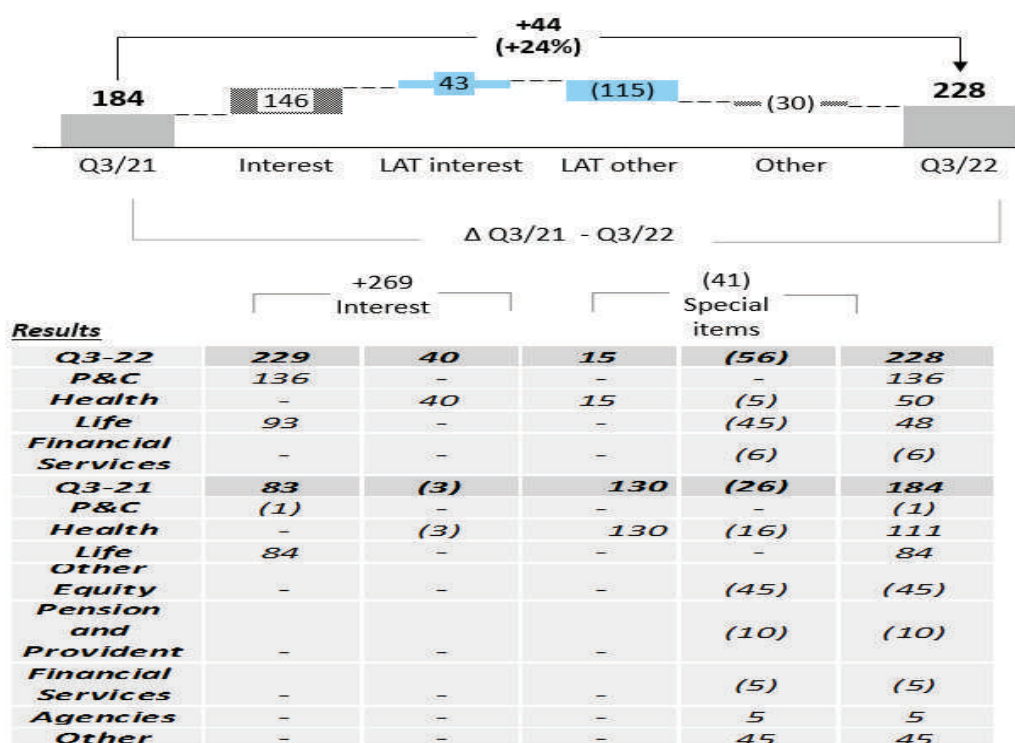 +44
(+24%)
184 146 43 (115) (30) 228
Q3/21 Interest LAT interest LAT other Other Q3/22
Δ Q3/21 - Q3/22
+269 (41)
Interest Special
items
Results
Q3-22 229 40 15 (56) 228
P&C 136 - - - 136
Health - 40 15 (5) 50
Life 93 - - (45) 48
Financial
Services - - - (6) (6)
Q3-21 83 (3) 130 (26) 184
P&C (1) - - - (1)
Health - (3) 130 (16) 111
Life 84 - - - 84
Other
Equity - - - (45) (45)
Pension
and (10) (10)
Provident - - -
Financial
Services - - - (5) (5)
Agencies - - - 5 5
Other - - - 45 45